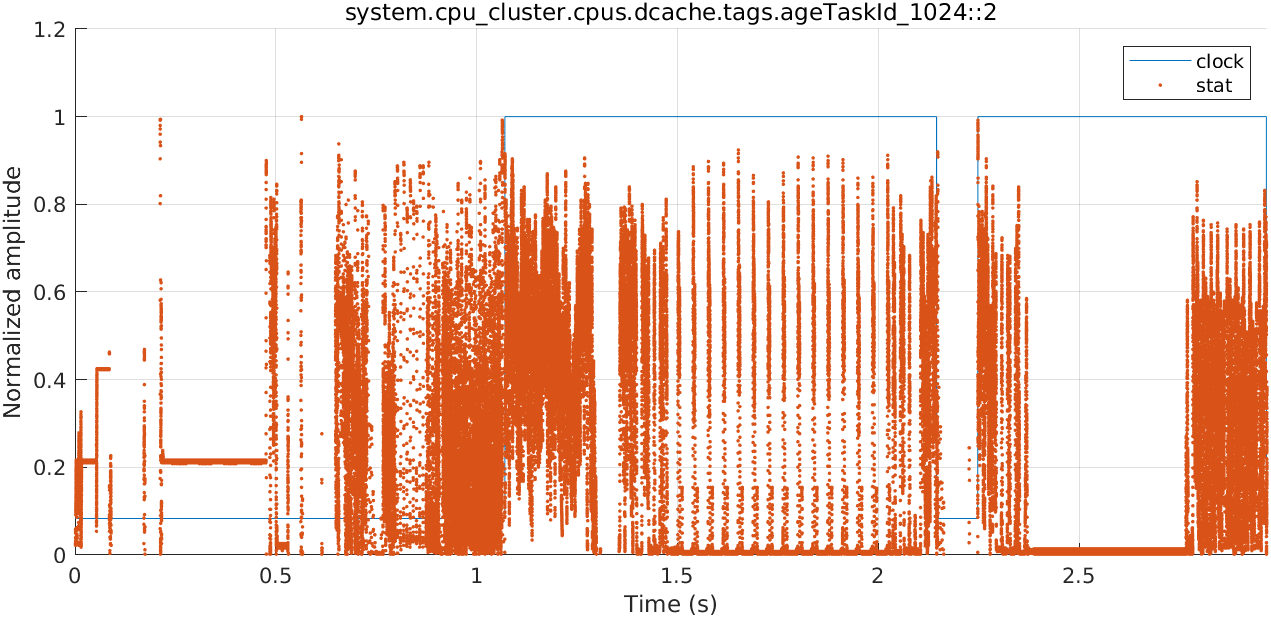 system.cpu_cluster.cpus.dcache.tags.ageTaskId_1024::2
1.2
1
0.8
0.6
0.4
0.2
0
Normalized amplitude
clock
stat
0 0.5 1 1.5 2 2.5
Time (s)